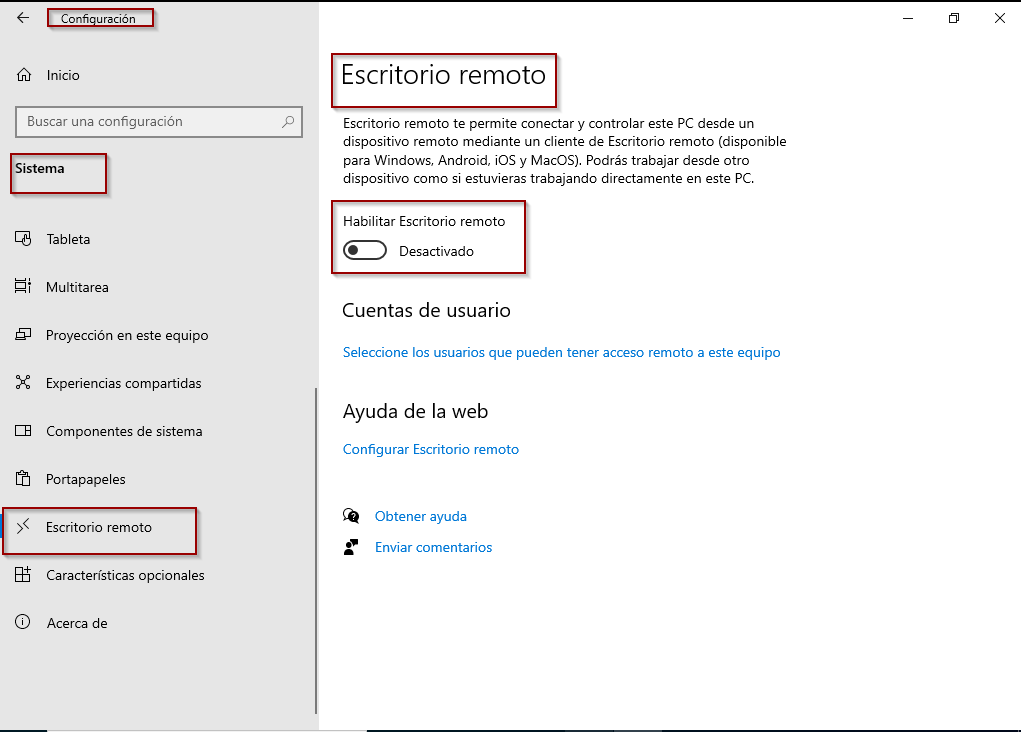 Configuración
Inicio
Buscar una configuración
Sistema
Tableta
Multitarea
Proyección en este equipo
Experiencias compartidas
Componentes de sistema
Portapapeles
Escritorio remoto
Características opcionales
Acerca de
Escritorio remoto
Escritorio remoto te permite conectar y controlar este PC desde un
dispositivo remoto mediante un cliente de Escritorio remoto (disponible
para Windows, Android, iOS y MacOS). Podrás trabajar desde otro
dispositivo como si estuvieras trabajando directamente en este PC.
Habilitar Escritorio remoto
Desactivado
Cuentas de usuario
Seleccione los usuarios que pueden tener acceso remoto a este equipo
Ayuda de la web
Configurar Escritorio remoto
Obtener ayuda
Enviar comentarios